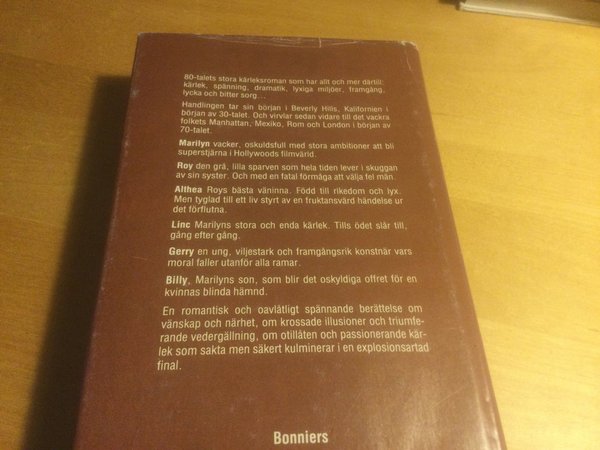 80-talets stora kärleksroman som har allt och mer därtill:
kärlek, spänning, dramatik, lyxiga miljöer, framgång,
lycka och bitter sorg...
Handlingen tar sin början i Beverly Hills, Kalifornien i
början av 30-talet. Och virvlar sedan vidare till det vackra
folkets Manhattan, Mexiko, Rom och London i början av
70-talet.
Marilyn vacker, oskuldsfull med stora ambitioner att bli
superstjärna i Hollywoods filmvärld.
Roy den grå, lilla sparven som hela tiden lever i skuggan
av sin syster. Och med en fatal förmåga att välja fel män.
Althea Roys bästa väninna. Född till rikedom och lyx.
Men tyglad till ett liv styrt av en fruktansvärd händelse ur
det förflutna.
Linc Marilyns stora och enda kärlek. Tills ödet slår till,
gång efter gång.
Gerry en ung, viljestark och framgångsrik konstnär vars
moral faller utanför alla ramar.
Billy, Marilyns son, som blir det oskyldiga offret för en
kvinnas blinda hämnd.
En romantisk och oavlåtligt spännande berättelse om
vänskap och närhet, om krossade illusioner och triumfe-
rande vedergällning, om otillåten och passionerande kär-
lek som sakta men säkert kulminerar i en explosionsartad
final.
Bonniers